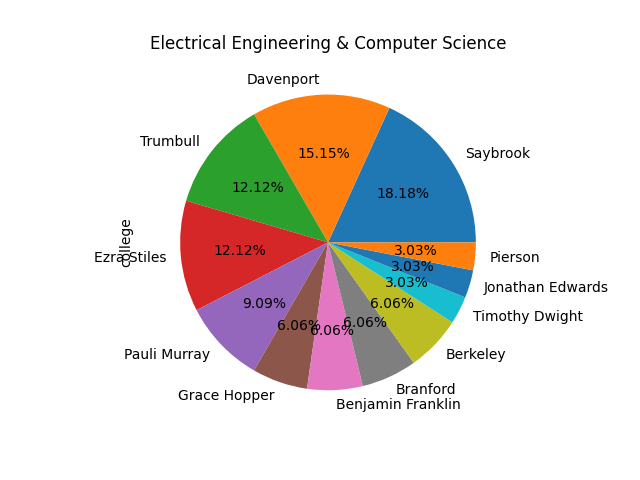 Electrical Engineering & Computer Science
Davenport
Trumbull
Saybrook
15.15%
12.12%
18.18%
college
Ezra Stiles
12.12%
3.03%
Pierson
3.03%
Jonathan Edwards
3.03%
Timothy Dwight
9.09%
6.06%
6.06%
6.06%
6.06%
Pauli Murray
Berkeley
Grace Hopper
Branford
Benjamin Franklin